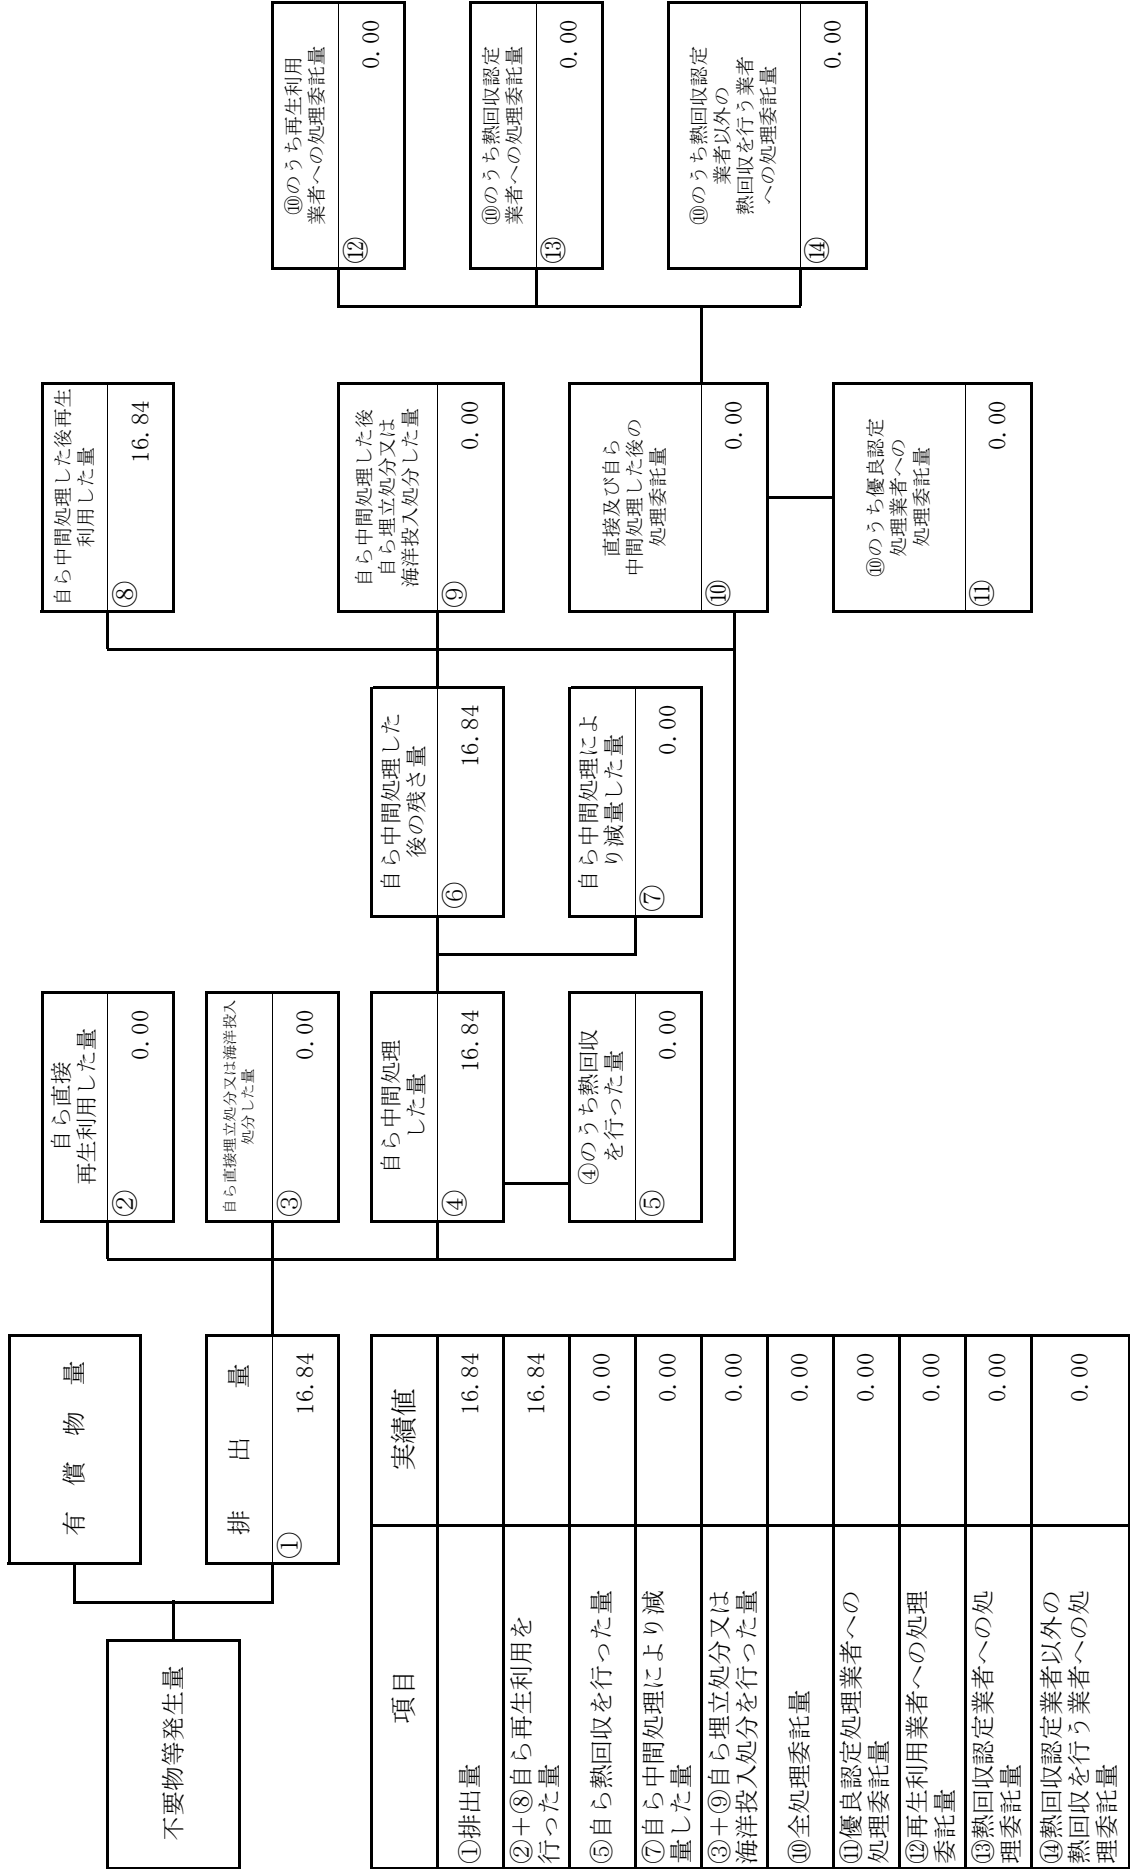 不要物等発生量
有償物量
排出量
①
16.84
自ら直接
再生利用した量
②
0.00
自ら直接埋立処分又は海洋投入
処分した量
③
0.00
自ら中間処理
した量
④
16.84
④のうち熱回収
を行った量
⑤
0.00
自ら中間処理した
後の残さ量
⑥
16.84
自ら中間処理によ
り減量した量
⑦
0.00
自ら中間処理した後再生
利用した量
⑧
16.84
自ら中間処理した後
自ら埋立処分又は
海洋投入処分した量
⑨
0.00
直接及び自ら
中間処理した後の
処理委託量
⑩
0.00
⑩のうち優良認定
処理業者への
処理委託量
⑪
0.00
⑩のうち再生利用
業者への処理委託量
⑫
0.00
⑩のうち熱回収認定
業者への処理委託量
⑬
0.00
⑩のうち熱回収認定
業者以外の
熱回収を行う業者
への処理委託量
⑭
0.00
項目
実績値
①排出量
16.84
②+⑧自ら再生利用を
行った量
16.84
⑤自ら熱回収を行った量
0.00
⑦自ら中間処理により減
量した量
0.00
③+⑨自ら埋立処分又は
海洋投入処分を行った量
0.00
⑩全処理委託量
0.00
⑪優良認定処理業者への
処理委託量
0.00
⑫再生利用業者への処理
委託量
0.00
⑬熱回収認定業者への処
理委託量
0.00
⑭熱回収認定業者以外の
熱回収を行う業者への処
理委託量
0.00